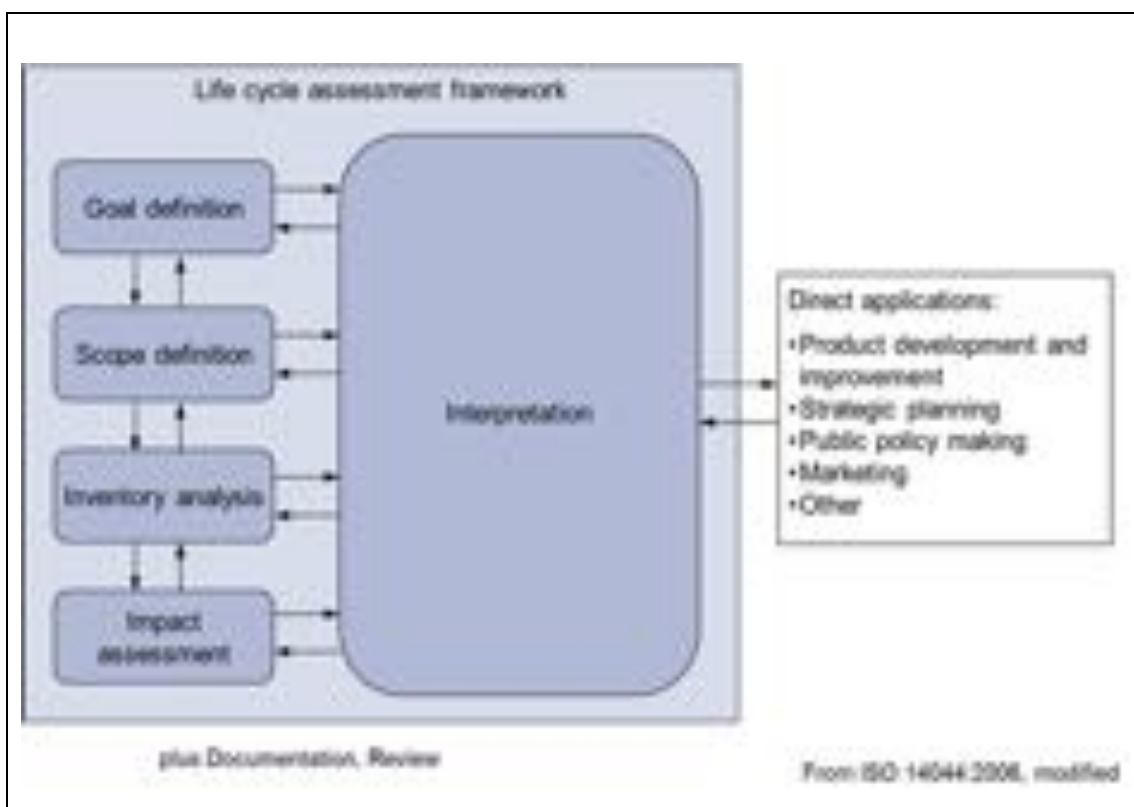 Life cycle assessment framework
Goal definition
Scope definition
Inventory analysis
Impact
assessment
Interpretation
Direct applications:
•Product development and
improvement
•Strategic planning
•Public policy making
•Marketing
•Other
plus Documentation, Review
From ISO 14044:2006, modified